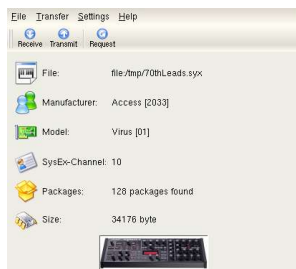 File Transfer Settings Help
Receive Transmit Request
File: file:/tmp/70thLeads.syx
Manufacturer: Access [2033]
Model: Virus [01]
SysEx-Channel: 10
Packages: 128 packages found
Size: 34176 byte